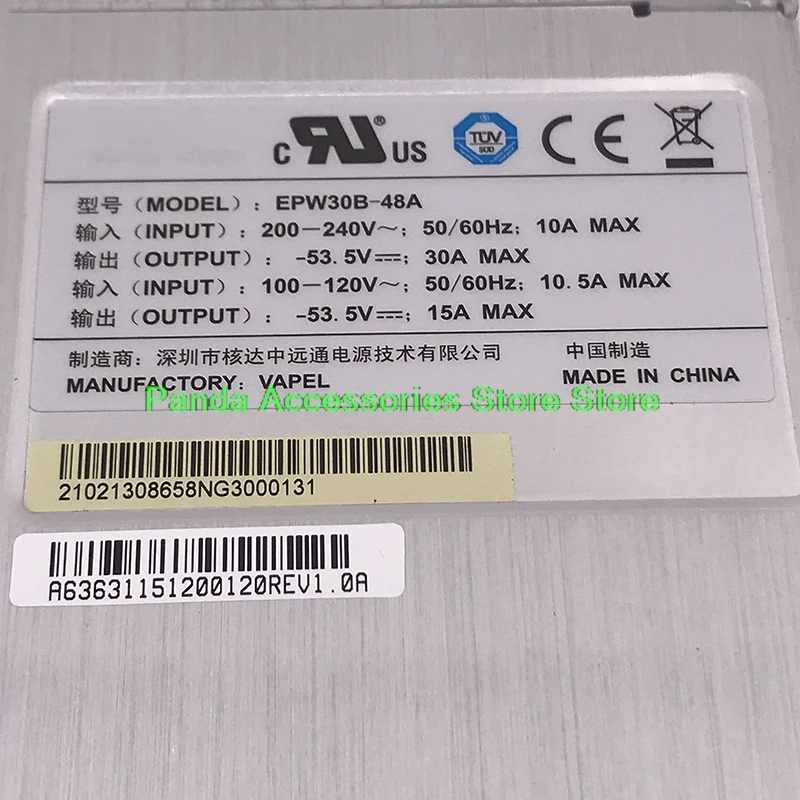 c RU ® US TÜV SÜD CE
型号（MODEL）：EPW30B-48A
输入（INPUT）：200－240V～；50/60Hz；10A MAX
输出（OUTPUT）：-53.5V⎓；30A MAX
输入（INPUT）：100－120V～；50/60Hz；10.5A MAX
输出（OUTPUT）：-53.5V⎓；15A MAX
制造商：深圳市核达中远通电源技术有限公司 中国制造
MANUFACTORY：VAPEL MADE IN CHINA
Panda Accessories Store Store
21021308658NG3000131
A63631151200120REV1.0A